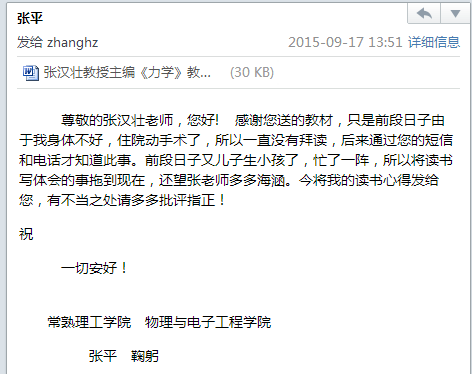 张平
发给 zhanghz 2015-09-17 13:51 详细信息
张汉壮教授主编《力学》教... (30 KB)
尊敬的张汉壮老师，您好! 感谢您送的教材，只是前段日子由
于我身体不好，住院动手术了，所以一直没有拜读，后来通过您的短信
和电话才知道此事。前段日子又儿子生小孩了，忙了一阵，所以将读书
写体会的事拖到现在，还望张老师多多海涵。今将我的读书心得发给
您，有不当之处请多多批评指正！
祝
一切安好！
常熟理工学院 物理与电子工程学院
张平 鞠躬